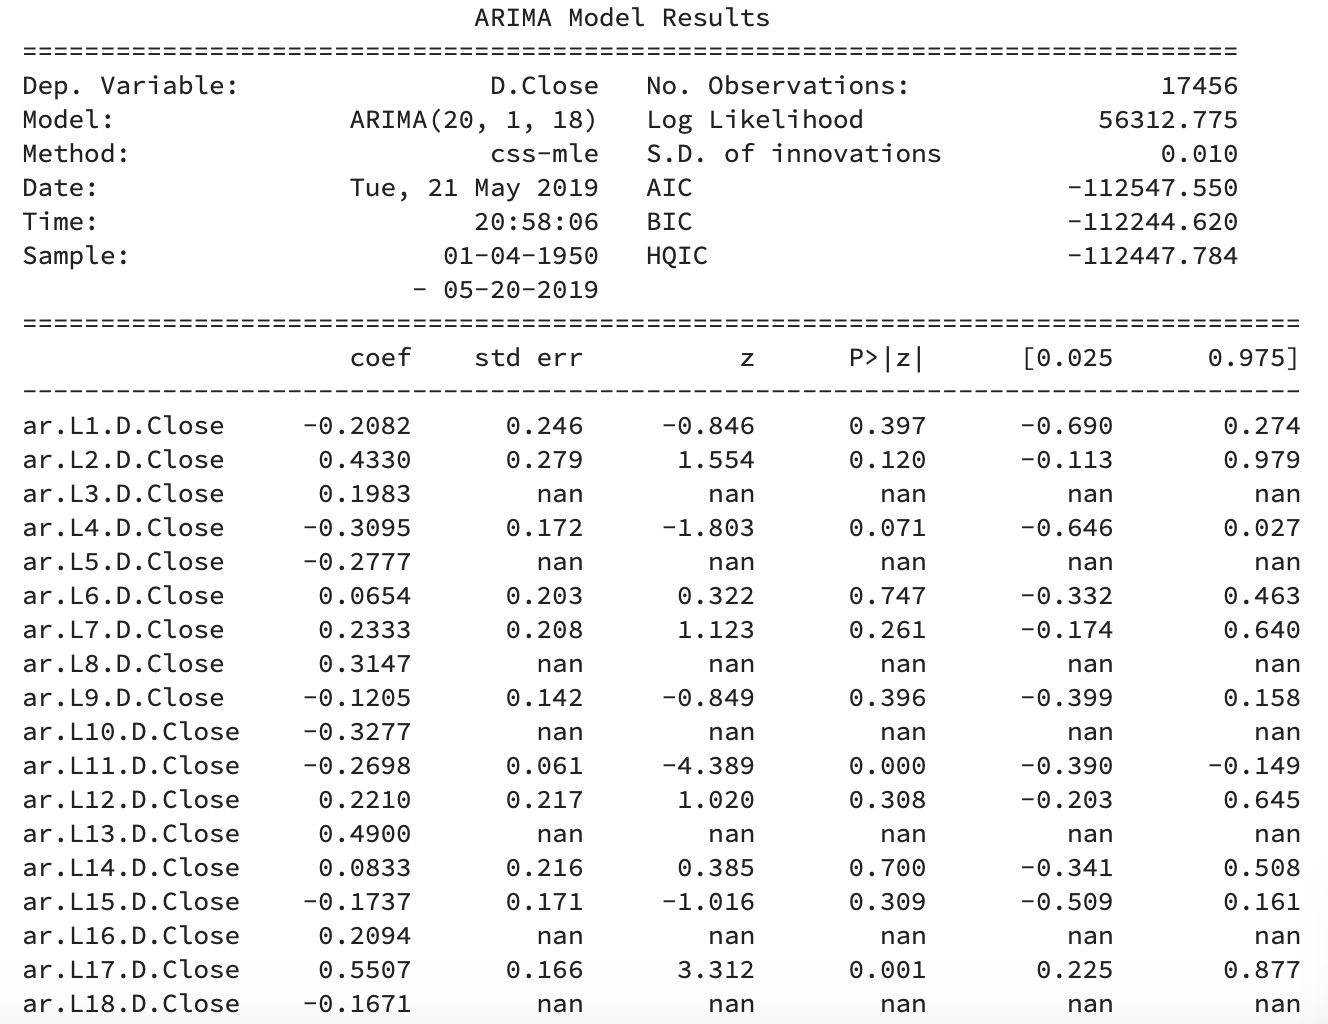 ARIMA Model Results
==============================================================================
Dep. Variable: D.Close No. Observations: 17456
Model: ARIMA(20, 1, 18) Log Likelihood 56312.775
Method: css-mle S.D. of innovations 0.010
Date: Tue, 21 May 2019 AIC -112547.550
Time: 20:58:06 BIC -112244.620
Sample: 01-04-1950 HQIC -112447.784
- 05-20-2019
==================================================================================
coef std err z P>|z| [0.025 0.975]
----------------------------------------------------------------------------------
ar.L1.D.Close -0.2082 0.246 -0.846 0.397 -0.690 0.274
ar.L2.D.Close 0.4330 0.279 1.554 0.120 -0.113 0.979
ar.L3.D.Close 0.1983 nan nan nan nan nan
ar.L4.D.Close -0.3095 0.172 -1.803 0.071 -0.646 0.027
ar.L5.D.Close -0.2777 nan nan nan nan nan
ar.L6.D.Close 0.0654 0.203 0.322 0.747 -0.332 0.463
ar.L7.D.Close 0.2333 0.208 1.123 0.261 -0.174 0.640
ar.L8.D.Close 0.3147 nan nan nan nan nan
ar.L9.D.Close -0.1205 0.142 -0.849 0.396 -0.399 0.158
ar.L10.D.Close -0.3277 nan nan nan nan nan
ar.L11.D.Close -0.2698 0.061 -4.389 0.000 -0.390 -0.149
ar.L12.D.Close 0.2210 0.217 1.020 0.308 -0.203 0.645
ar.L13.D.Close 0.4900 nan nan nan nan nan
ar.L14.D.Close 0.0833 0.216 0.385 0.700 -0.341 0.508
ar.L15.D.Close -0.1737 0.171 -1.016 0.309 -0.509 0.161
ar.L16.D.Close 0.2094 nan nan nan nan nan
ar.L17.D.Close 0.5507 0.166 3.312 0.001 0.225 0.877
ar.L18.D.Close -0.1671 nan nan nan nan nan